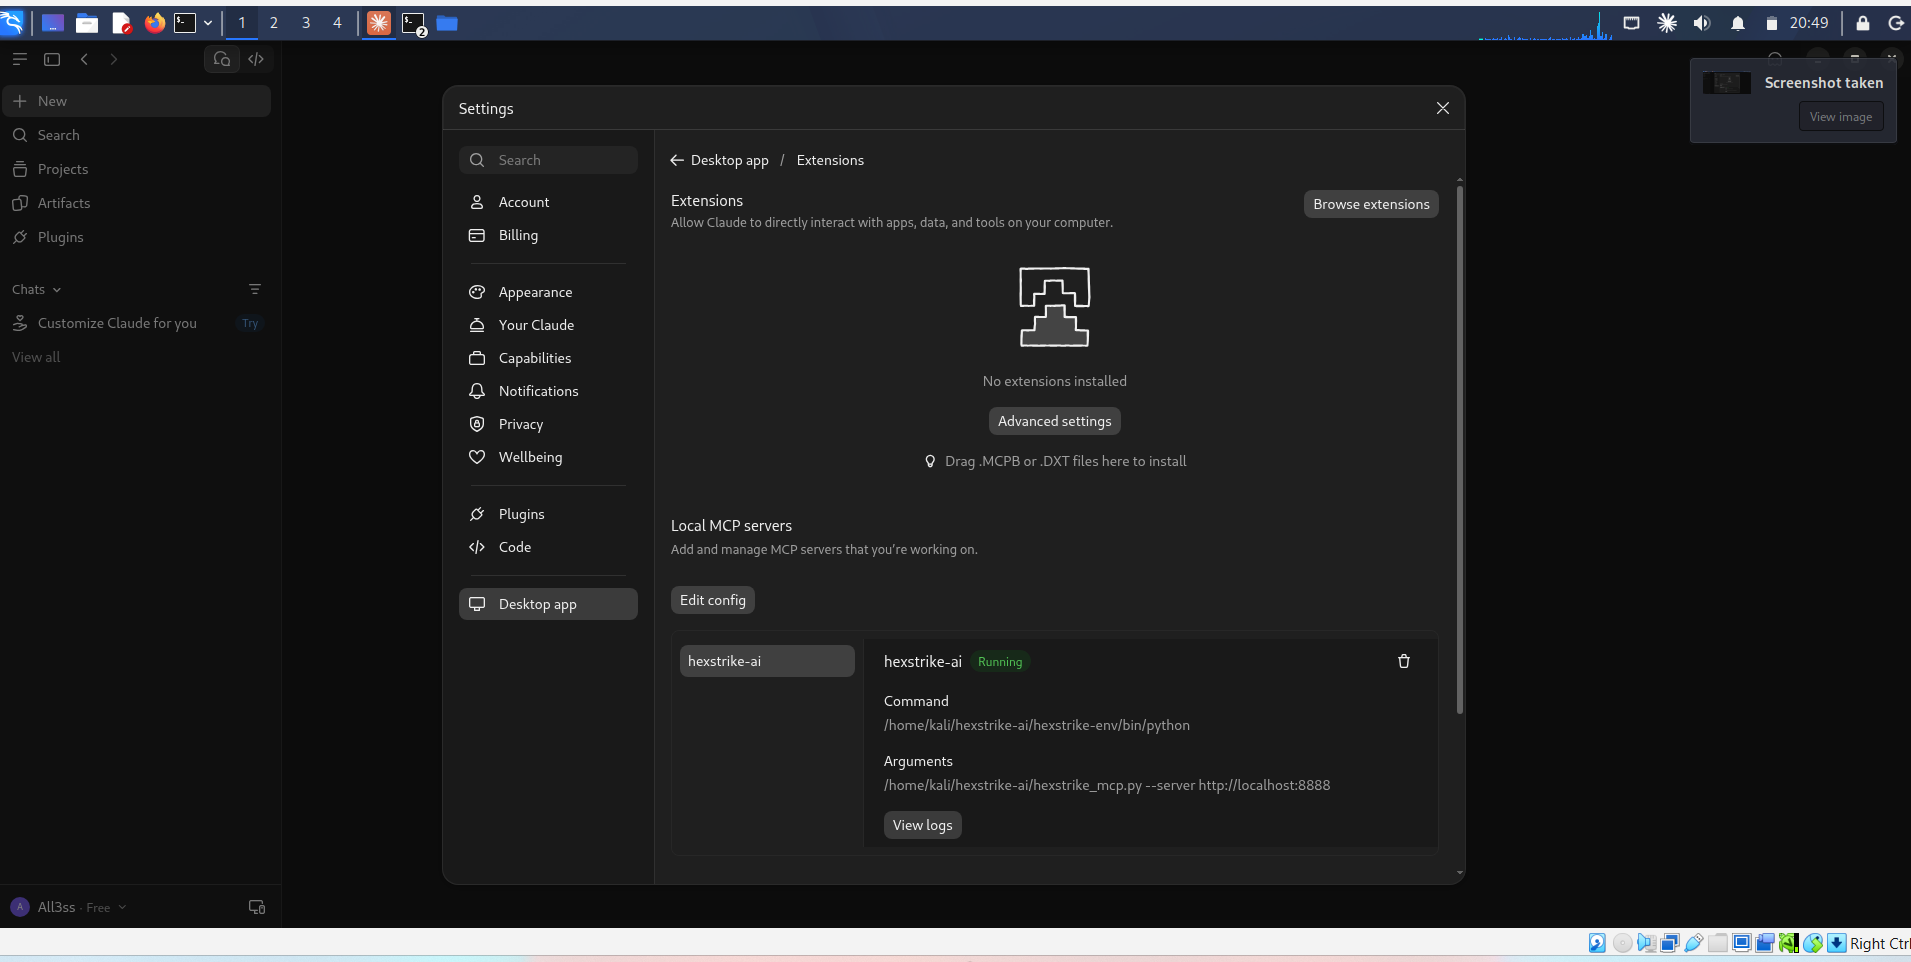 1 2 3 4 2 20:49
New
Search
Projects
Artifacts
Plugins
Chats
Customize Claude for you Try
View all
All3ss · Free
A
Screenshot taken
View image
Settings
Search
Account
Billing
Appearance
Your Claude
Capabilities
Notifications
Privacy
Wellbeing
Plugins
Code
Desktop app
Desktop app / Extensions
Extensions
Allow Claude to directly interact with apps, data, and tools on your computer.
Browse extensions
No extensions installed
Advanced settings
Drag .MCPB or .DXT files here to install
Local MCP servers
Add and manage MCP servers that you're working on.
Edit config
hexstrike-ai
hexstrike-ai Running
Command
/home/kali/hexstrike-ai/hexstrike-env/bin/python
Arguments
/home/kali/hexstrike-ai/hexstrike_mcp.py --server http://localhost:8888
View logs
Right Ctrl